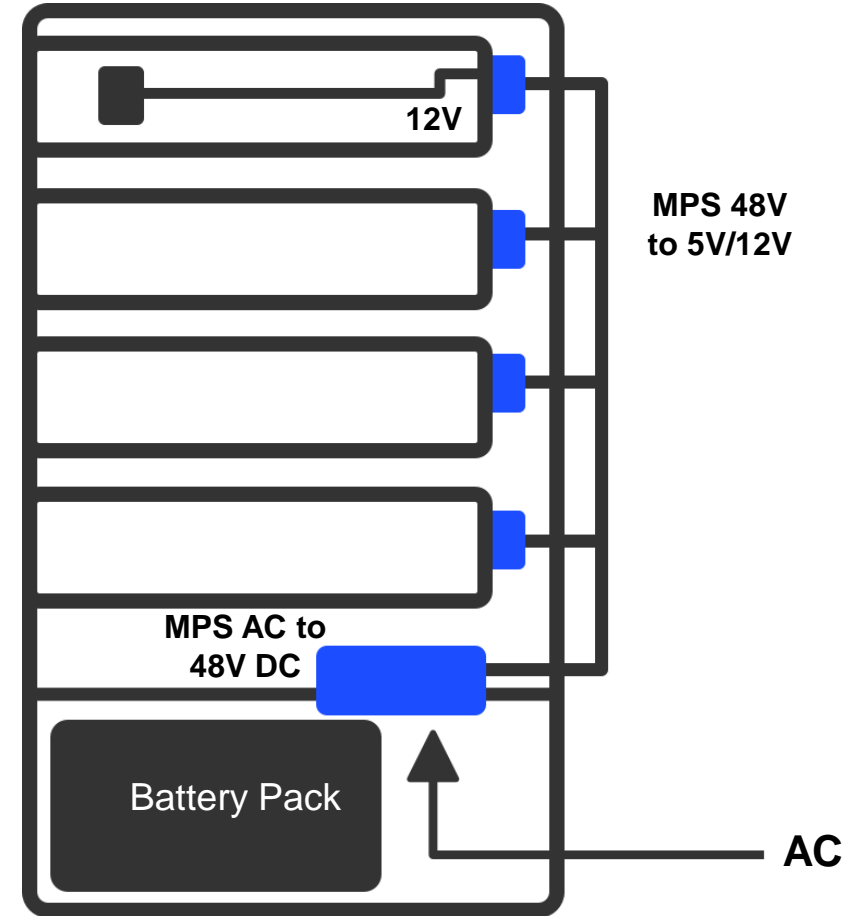 12V
MPS 48V
to 5V/12V
MPS AC to
48V DC
Battery Pack
AC